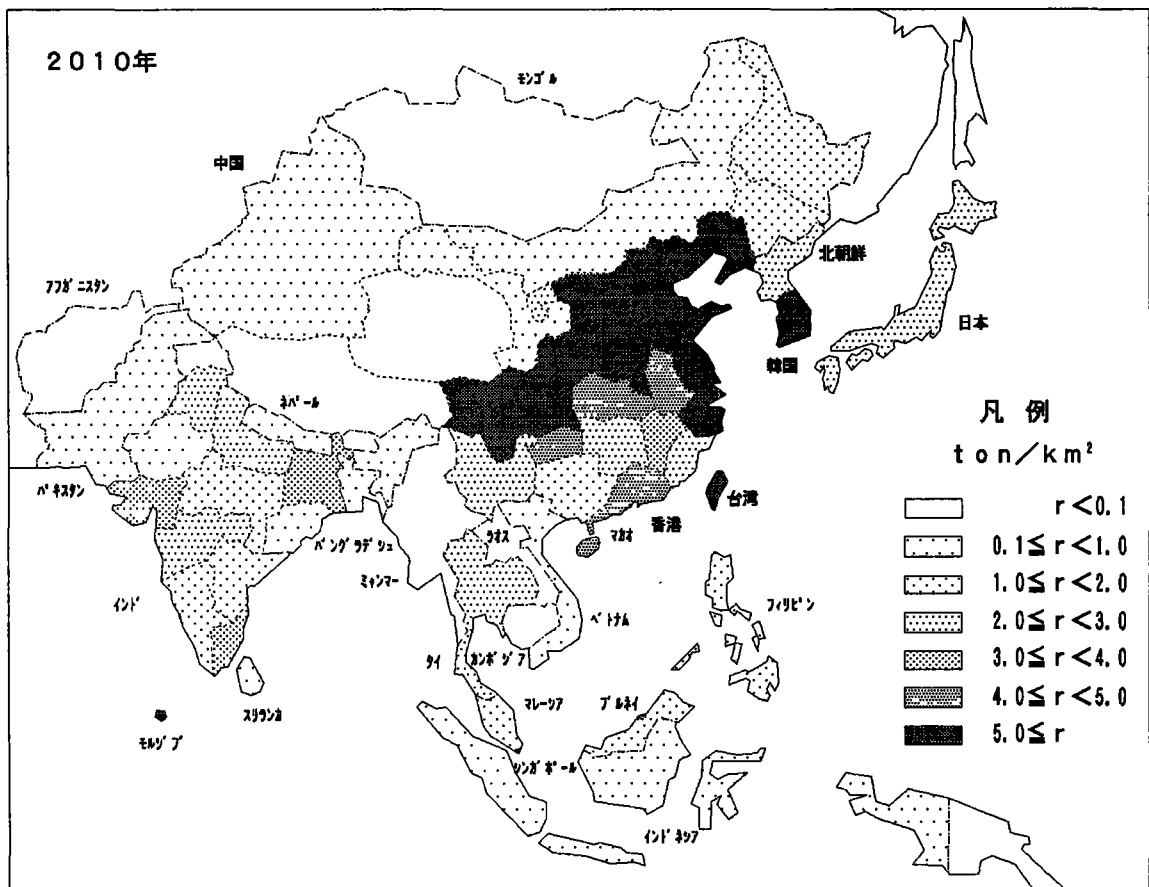 2010年
モンゴル
中国
北朝鮮
アフガニスタン
日本
韓国
ネパール
凡 例
ton/km²
パキスタン
台湾
香港
マカオ
ラオス
バングラデシュ
ミャンマー
インド
フィリピン
ベトナム
タイ
カンボジア
マレーシア
ブルネイ
スリランカ
モルジブ
シンガポール
インドネシア
r<0.1
0.1≦r<1.0
1.0≦r<2.0
2.0≦r<3.0
3.0≦r<4.0
4.0≦r<5.0
5.0≦r